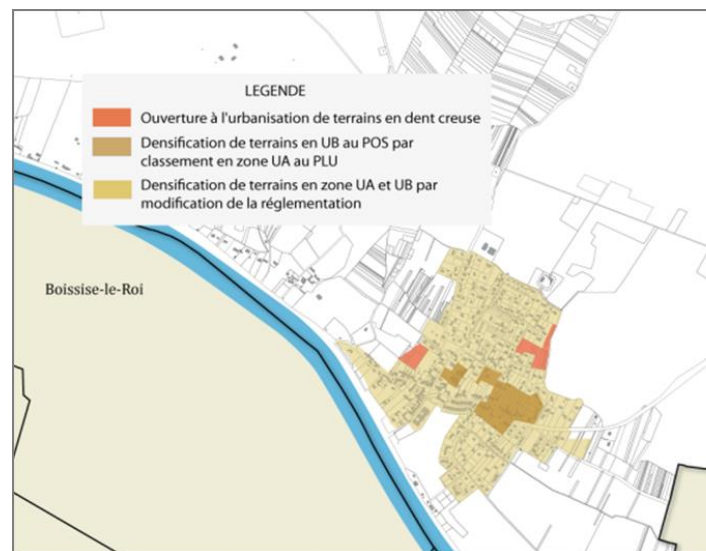 LEGENDE
Ouverture à l'urbanisation de terrains en dent creuse
Densification de terrains en UB au POS par
classement en zone UA au PLU
Densification de terrains en zone UA et UB par
modification de la réglementation
Boissise-le-Roi